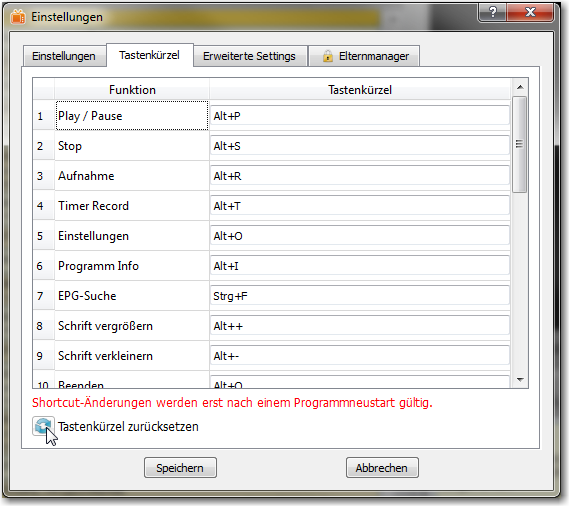 Einstellungen
Einstellungen Tastenkürzel Erweiterte Settings Elternmanager
Funktion Tastenkürzel
1 Play / Pause Alt+P
2 Stop Alt+S
3 Aufnahme Alt+R
4 Timer Record Alt+T
5 Einstellungen Alt+O
6 Programm Info Alt+I
7 EPG-Suche Strg+F
8 Schrift vergrößern Alt++
9 Schrift verkleinern Alt+-
10 Beenden
Shortcut-Änderungen werden erst nach einem Programmneustart gültig.
Tastenkürzel zurücksetzen
Speichern Abbrechen